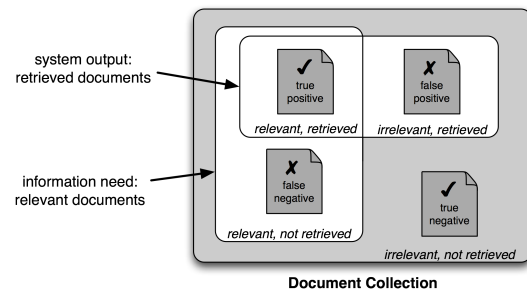 system output:
retrieved documents
✔
true
positive
✗
false
positive
relevant, retrieved
irrelevant, retrieved
information need:
relevant documents
✗
false
negative
✔
true
negative
relevant, not retrieved
irrelevant, not retrieved
Document Collection